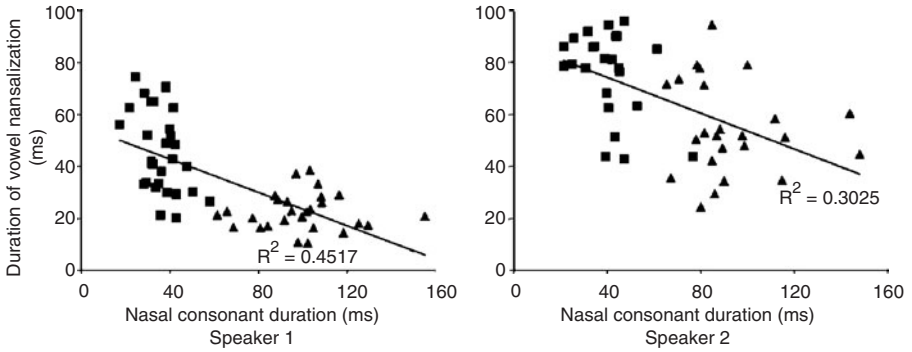 Duration of vowel nansalization
(ms)
100
80
60
40
20
0
R2 = 0.4517
0
40
80
120
160
Nasal consonant duration (ms)
Speaker 1
100
80
60
40
20
0
R2 = 0.3025
0
40
80
120
160
Nasal consonant duration (ms)
Speaker 2